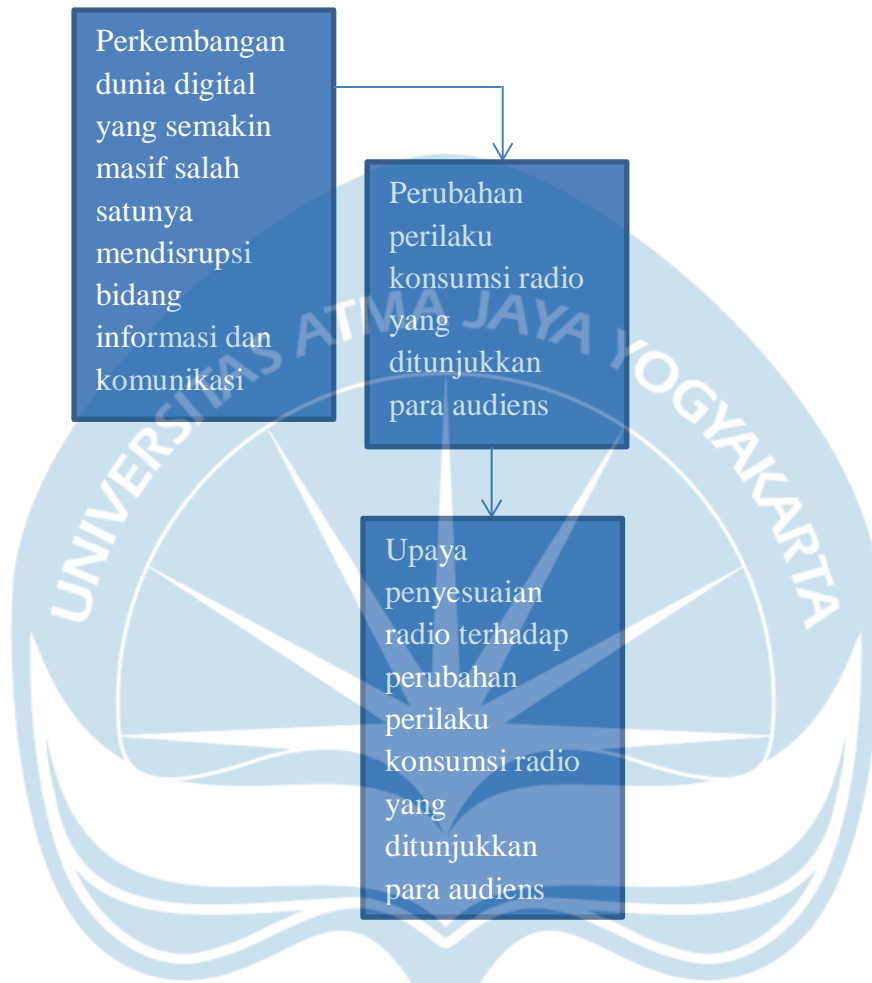 Perkembangan
dunia digital
yang semakin
masif salah
satunya
mendisrupsi
bidang
informasi dan
komunikasi
Perubahan
perilaku
konsumsi radio
yang
ditunjukkan
para audiens
Upaya
penyesuaian
radio terhadap
perubahan
perilaku
konsumsi radio
yang
ditunjukkan
para audiens
UNIVERSITAS ATMA JAYA YOGYAKARTA